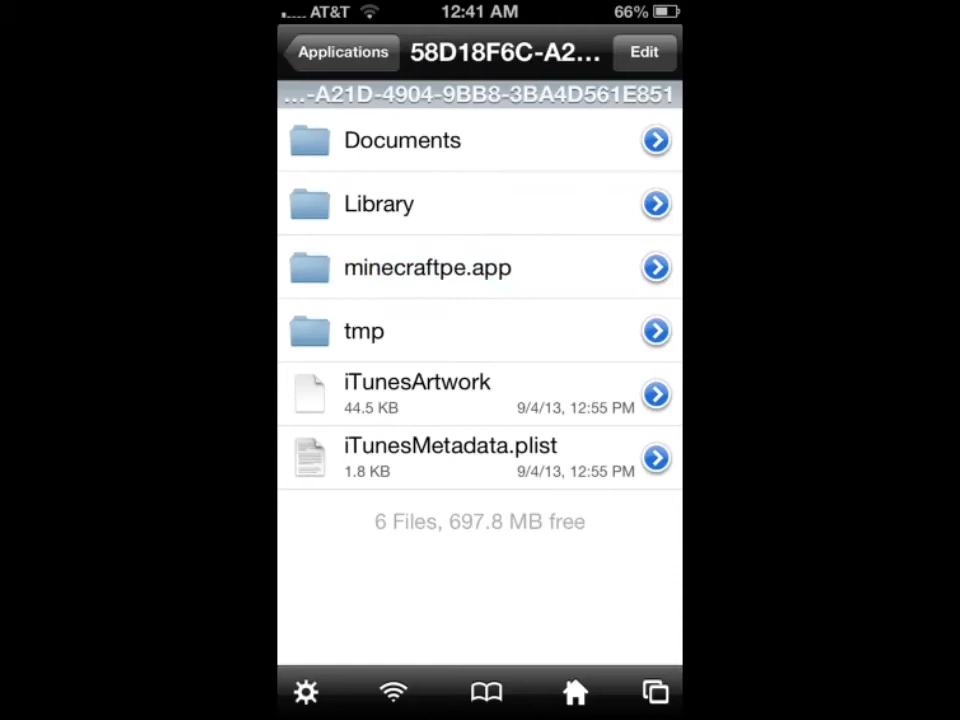 AT&T 12:41 AM 66%
Applications 58D18F6C-A2... Edit
...-A21D-4904-9BB8-3BA4D561E851
Documents
Library
minecraftpe.app
tmp
iTunesArtwork
44.5 KB 9/4/13, 12:55 PM
iTunesMetadata.plist
1.8 KB 9/4/13, 12:55 PM
6 Files, 697.8 MB free